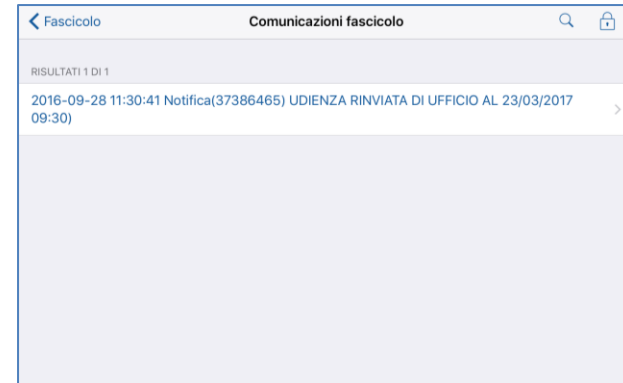 Fascicolo
Comunicazioni fascicolo
RISULTATI 1 DI 1
2016-09-28 11:30:41 Notifica(37386465) UDIENZA RINVIATA DI UFFICIO AL 23/03/2017
09:30)